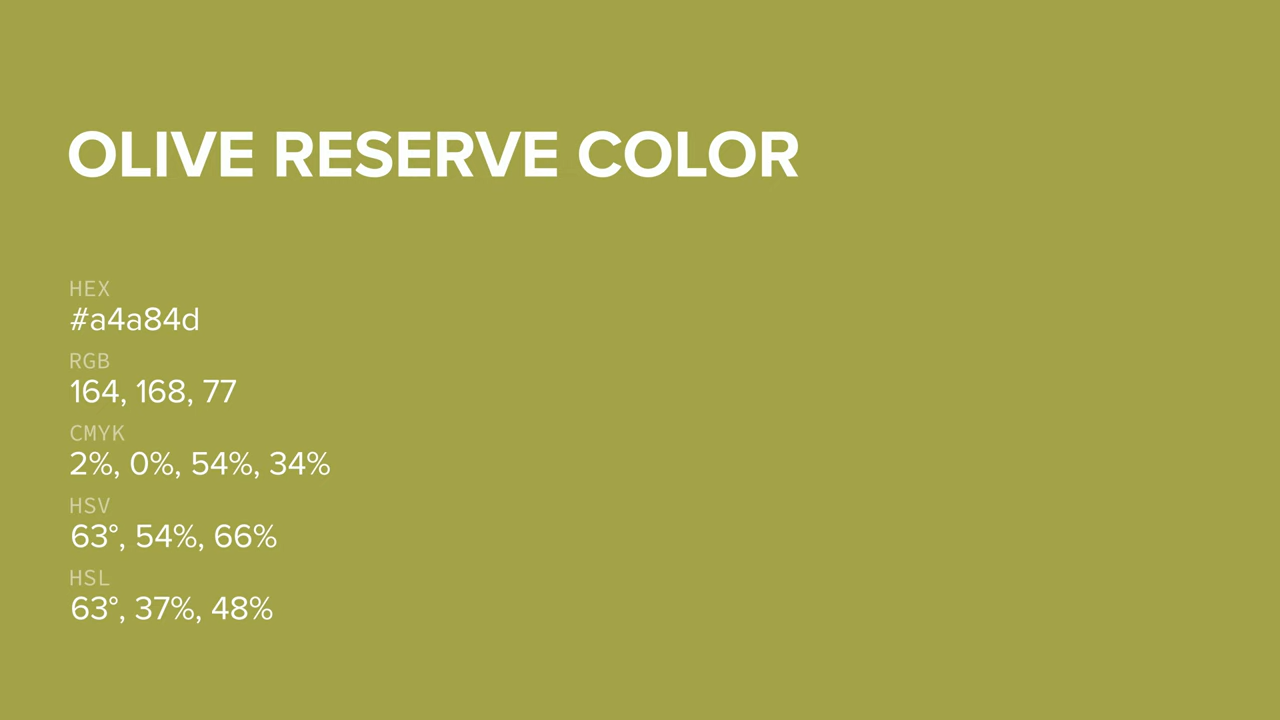 OLIVE RESERVE COLOR
HEX
#a4a84d
RGB
164, 168, 77
CMYK
2%, 0%, 54%, 34%
HSV
63°, 54%, 66%
HSL
63°, 37%, 48%